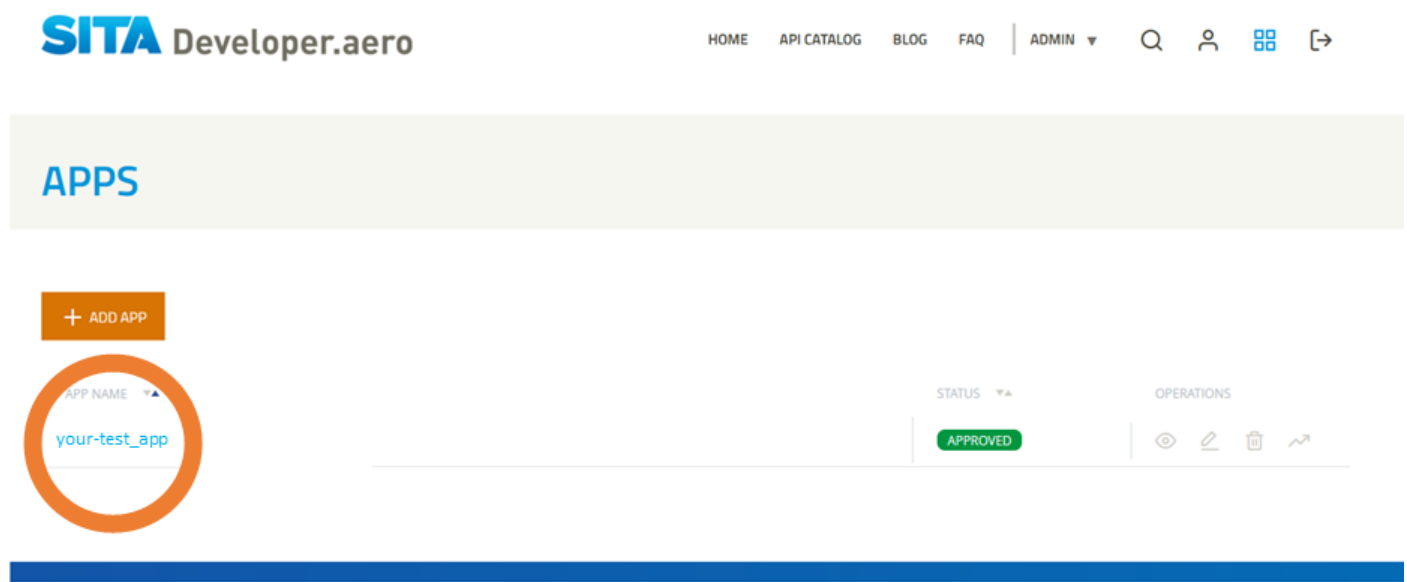 SITA Developer.aero
HOME API CATALOG BLOG FAQ ADMIN
APPS
ADD APP
APP NAME STATUS OPERATIONS
your-test_app APPROVED